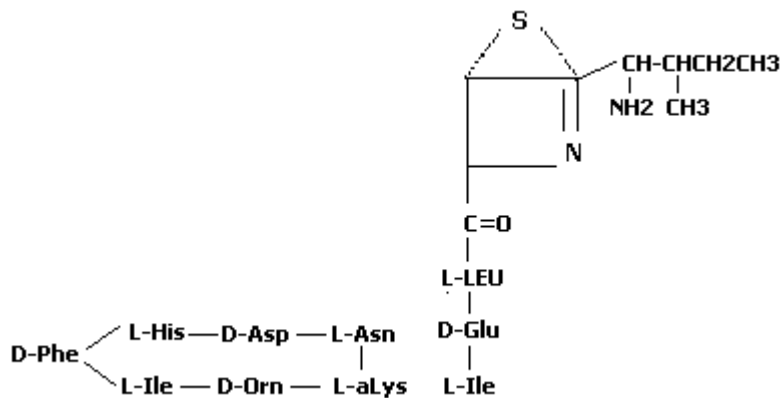 S
CH-CHCH2CH3
NH2 CH3
N
C=O
L-LEU
L-His D-Asp L-Asn D-Glu
D-Phe
L-Ile D-Orn L-aLys L-Ile